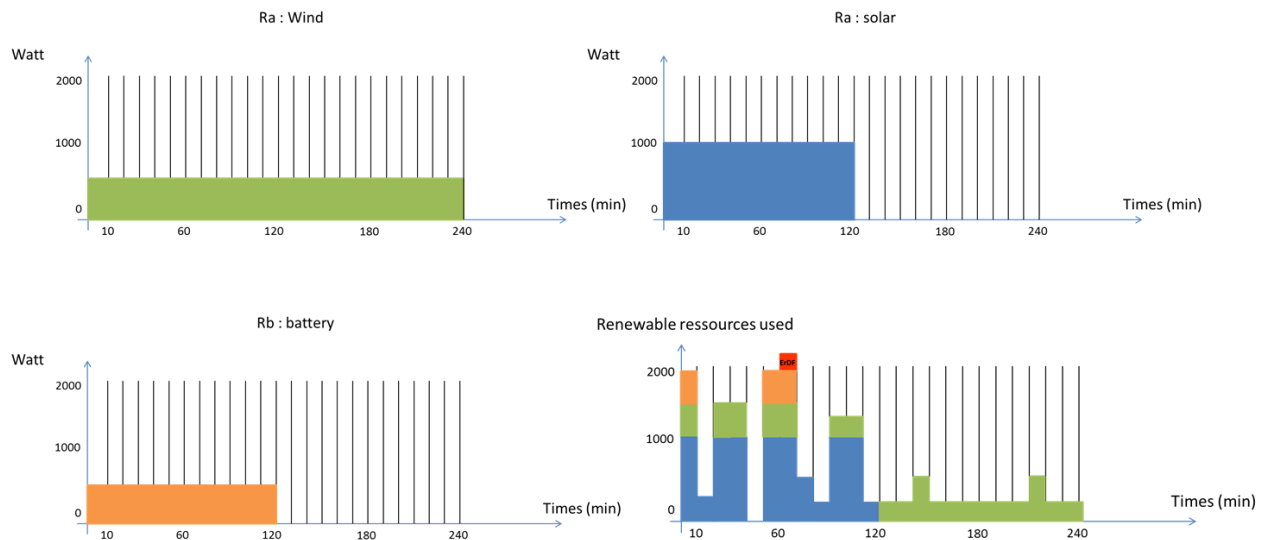 Ra : Wind
Watt
2000
1000
0
Times (min)
10 60 120 180 240
Ra : solar
Watt
2000
1000
0
Times (min)
10 60 120 180 240
Rb : battery
Watt
2000
1000
0
Times (min)
10 60 120 180 240
Renewable ressources used
ErDF
2000
1000
0
Times (min)
10 60 120 180 240